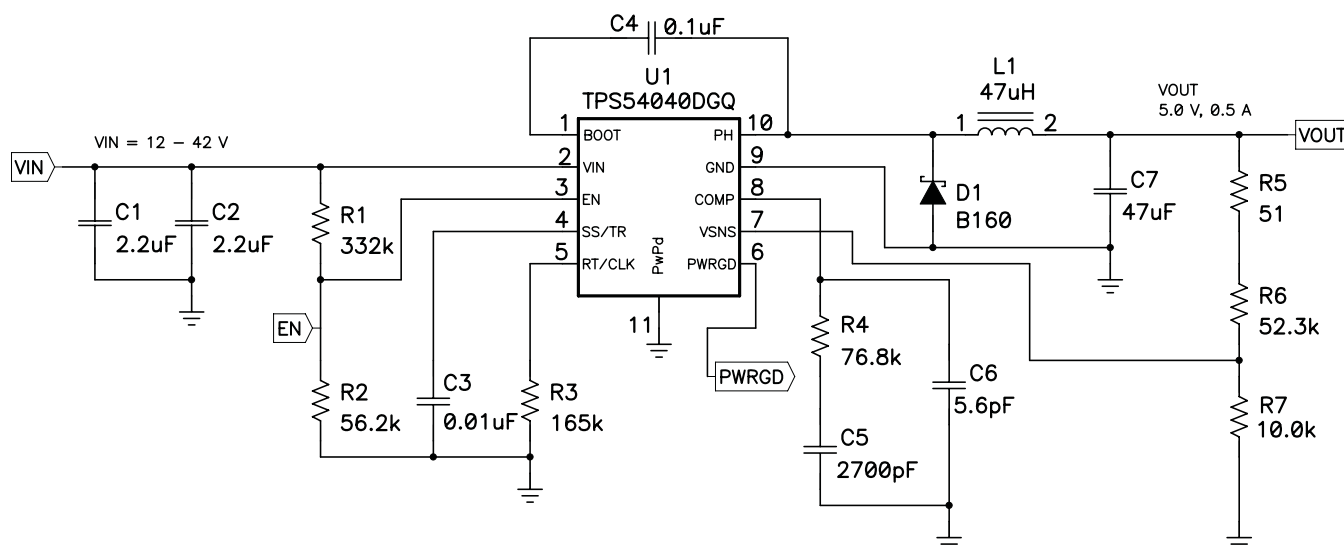 C4
0.1uF
U1
TPS54040DGQ
L1
47uH
VOUT
5.0 V, 0.5 A
VIN = 12 – 42 V
1
BOOT
PH
10
1
2
VOUT
VIN
2
VIN
GND
9
3
EN
COMP
8
4
SS/TR
VSNS
7
5
RT/CLK
PWRGD
6
PwPd
11
C1
2.2uF
C2
2.2uF
R1
332k
D1
B160
C7
47uF
R5
51
R6
52.3k
EN
R4
76.8k
PWRGD
C6
5.6pF
R2
56.2k
C3
0.01uF
R3
165k
R7
10.0k
C5
2700pF